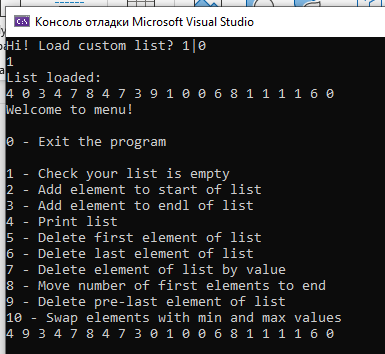 Консоль отладки Microsoft Visual Studio
Hi! Load custom list? 1|0
1
List loaded:
4 0 3 4 7 8 4 7 3 9 1 0 0 6 8 1 1 1 1 6 0
Welcome to menu!
0 - Exit the program
1 - Check your list is empty
2 - Add element to start of list
3 - Add element to endl of list
4 - Print list
5 - Delete first element of list
6 - Delete last element of list
7 - Delete element of list by value
8 - Move number of first elements to end
9 - Delete pre-last element of list
10 - Swap elements with min and max values
4 9 3 4 7 8 4 7 3 0 1 0 0 6 8 1 1 1 1 6 0